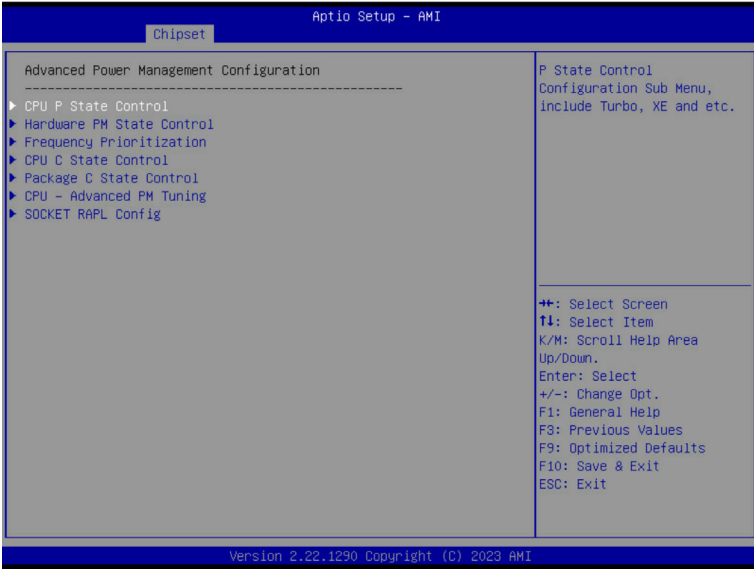 Aptio Setup – AMI
Chipset
Advanced Power Management Configuration
--------------------------------------------------
CPU P State Control
Hardware PM State Control
Frequency Prioritization
CPU C State Control
Package C State Control
CPU – Advanced PM Tuning
SOCKET RAPL Config
P State Control
Configuration Sub Menu,
include Turbo, XE and etc.
→←: Select Screen
↑↓: Select Item
K/M: Scroll Help Area
Up/Down.
Enter: Select
+/-: Change Opt.
F1: General Help
F3: Previous Values
F9: Optimized Defaults
F10: Save & Exit
ESC: Exit
Version 2.22.1290 Copyright (C) 2023 AMI